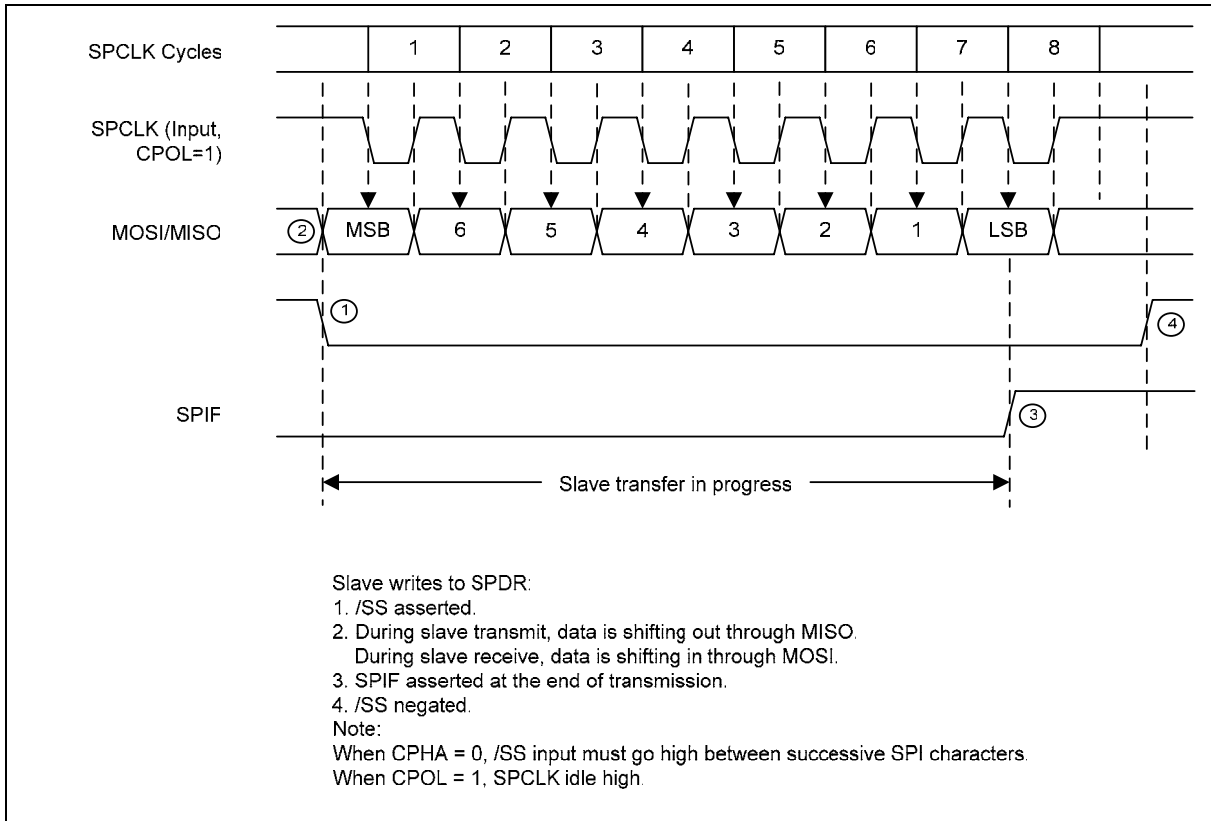 SPCLK Cycles
1 2 3 4 5 6 7 8
SPCLK (Input,
CPOL=1)
MOSI/MISO
2 MSB 6 5 4 3 2 1 LSB
1
4
SPIF
3
Slave transfer in progress
Slave writes to SPDR:
1. /SS asserted.
2. During slave transmit, data is shifting out through MISO.
During slave receive, data is shifting in through MOSI.
3. SPIF asserted at the end of transmission.
4. /SS negated.
Note:
When CPHA = 0, /SS input must go high between successive SPI characters.
When CPOL = 1, SPCLK idle high.